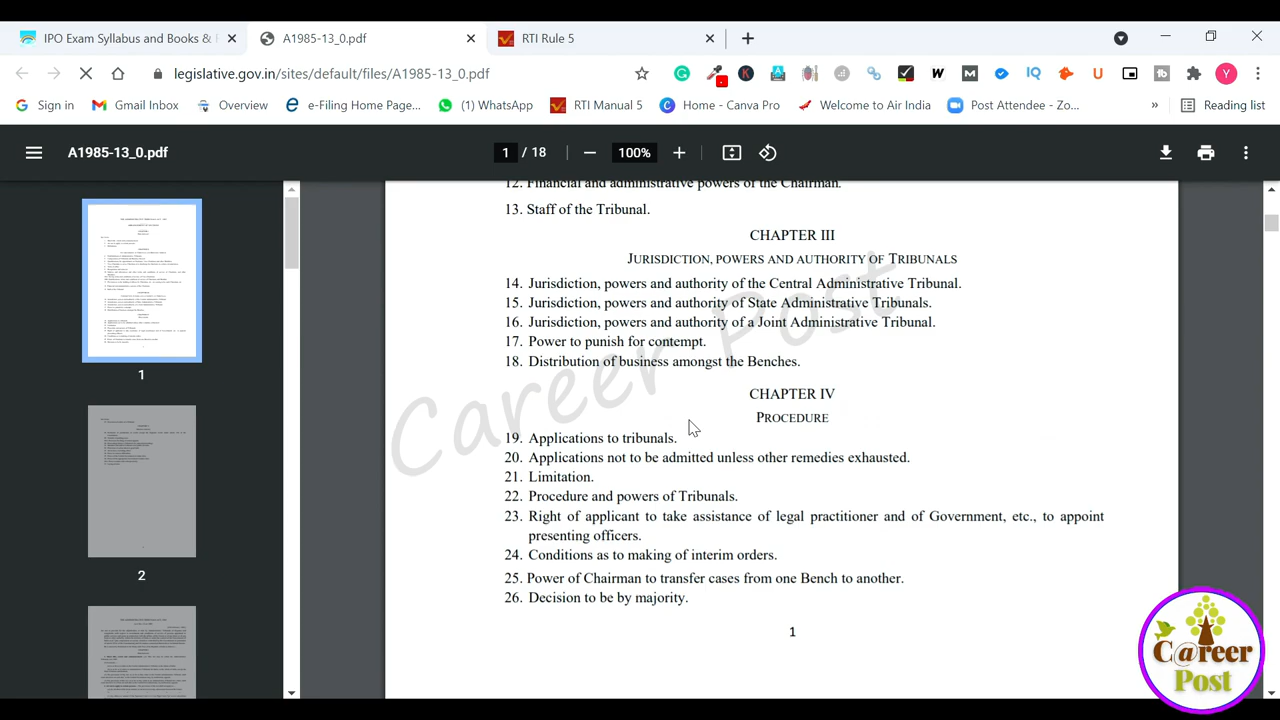 IPO Exam Syllabus and Books &
A1985-13_0.pdf
RTI Rule 5
legislative.gov.in/sites/default/files/A1985-13_0.pdf
Sign in
Gmail Inbox
Overview
e-Filing Home Page...
(1) WhatsApp
RTI Manual 5
Home - Canva Pro
Welcome to Air India
Post Attendee - Zo...
»
Reading list
A1985-13_0.pdf
1 / 18
100%
12. Financial and administrative powers of the Chairman.
13. Staff of the Tribunal.
CHAPTER III
JURISDICTION, POWERS AND AUTHORITY OF TRIBUNALS
14. Jurisdiction, powers and authority of the Central Administrative Tribunal.
15. Jurisdiction, powers and authority of State Administrative Tribunals.
16. Jurisdiction, powers and authority of a Joint Administrative Tribunal.
17. Power to punish for contempt.
18. Distribution of business amongst the Benches.
CHAPTER IV
PROCEDURE
19. Applications to tribunals.
20. Applications not to be admitted unless other remedies exhausted.
21. Limitation.
22. Procedure and powers of Tribunals.
23. Right of applicant to take assistance of legal practitioner and of Government, etc., to appoint
presenting officers.
24. Conditions as to making of interim orders.
25. Power of Chairman to transfer cases from one Bench to another.
26. Decision to be by majority.
1
1
2
Career Post
C@reer
Post